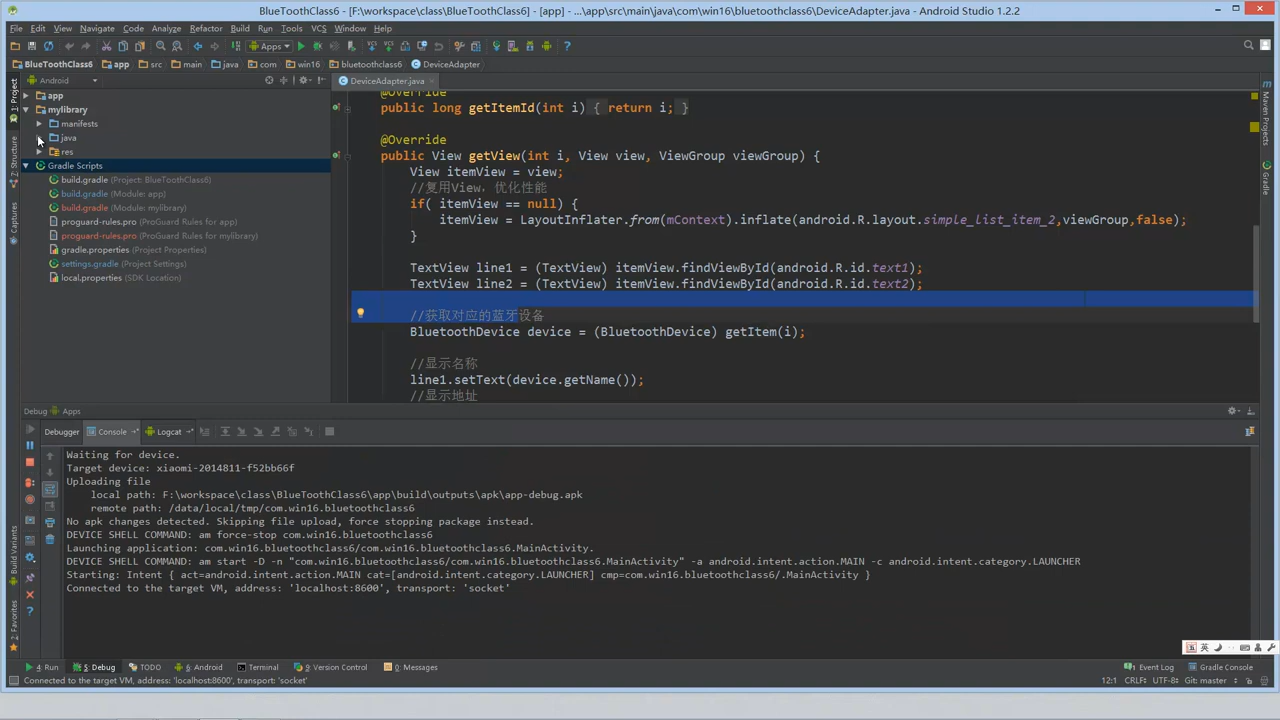 BlueToothClass6 - [F:\workspace\class\BlueToothClass6] - [app] - ...\app\src\main\java\com\win16\bluetoothclass6\DeviceAdapter.java - Android Studio 1.2.2
File Edit View Navigate Code Analyze Refactor Build Run Tools VCS Window Help
Apps
BlueToothClass6 app src main java com win16 bluetoothclass6 DeviceAdapter
Android
DeviceAdapter.java
1: Project
7: Structure
Captures
Build Variants
2: Favorites
Maven Projects
Gradle
app
mylibrary
manifests
java
res
Gradle Scripts
build.gradle (Project: BlueToothClass6)
build.gradle (Module: app)
build.gradle (Module: mylibrary)
proguard-rules.pro (ProGuard Rules for app)
proguard-rules.pro (ProGuard Rules for mylibrary)
gradle.properties (Project Properties)
settings.gradle (Project Settings)
local.properties (SDK Location)
@Override
public long getItemId(int i) { return i; }
@Override
public View getView(int i, View view, ViewGroup viewGroup) {
View itemView = view;
//复用View，优化性能
if( itemView == null) {
itemView = LayoutInflater.from(mContext).inflate(android.R.layout.simple_list_item_2,viewGroup,false);
}
TextView line1 = (TextView) itemView.findViewById(android.R.id.text1);
TextView line2 = (TextView) itemView.findViewById(android.R.id.text2);
//获取对应的蓝牙设备
BluetoothDevice device = (BluetoothDevice) getItem(i);
//显示名称
line1.setText(device.getName());
//显示地址
Debug Apps
Debugger Console Logcat
Waiting for device.
Target device: xiaomi-2014811-f52bb66f
Uploading file
local path: F:\workspace\class\BlueToothClass6\app\build\outputs\apk\app-debug.apk
remote path: /data/local/tmp/com.win16.bluetoothclass6
No apk changes detected. Skipping file upload, force stopping package instead.
DEVICE SHELL COMMAND: am force-stop com.win16.bluetoothclass6
Launching application: com.win16.bluetoothclass6/com.win16.bluetoothclass6.MainActivity.
DEVICE SHELL COMMAND: am start -D -n "com.win16.bluetoothclass6/com.win16.bluetoothclass6.MainActivity" -a android.intent.action.MAIN -c android.intent.category.LAUNCHER
Starting: Intent { act=android.intent.action.MAIN cat=[android.intent.category.LAUNCHER] cmp=com.win16.bluetoothclass6/.MainActivity }
Connected to the target VM, address: 'localhost:8600', transport: 'socket'
英
4: Run 5: Debug TODO 6: Android Terminal 9: Version Control 0: Messages 1 Event Log Gradle Console
Connected to the target VM, address: 'localhost:8600', transport: 'socket' 12:1 CRLF÷ UTF-8÷ Git: master÷